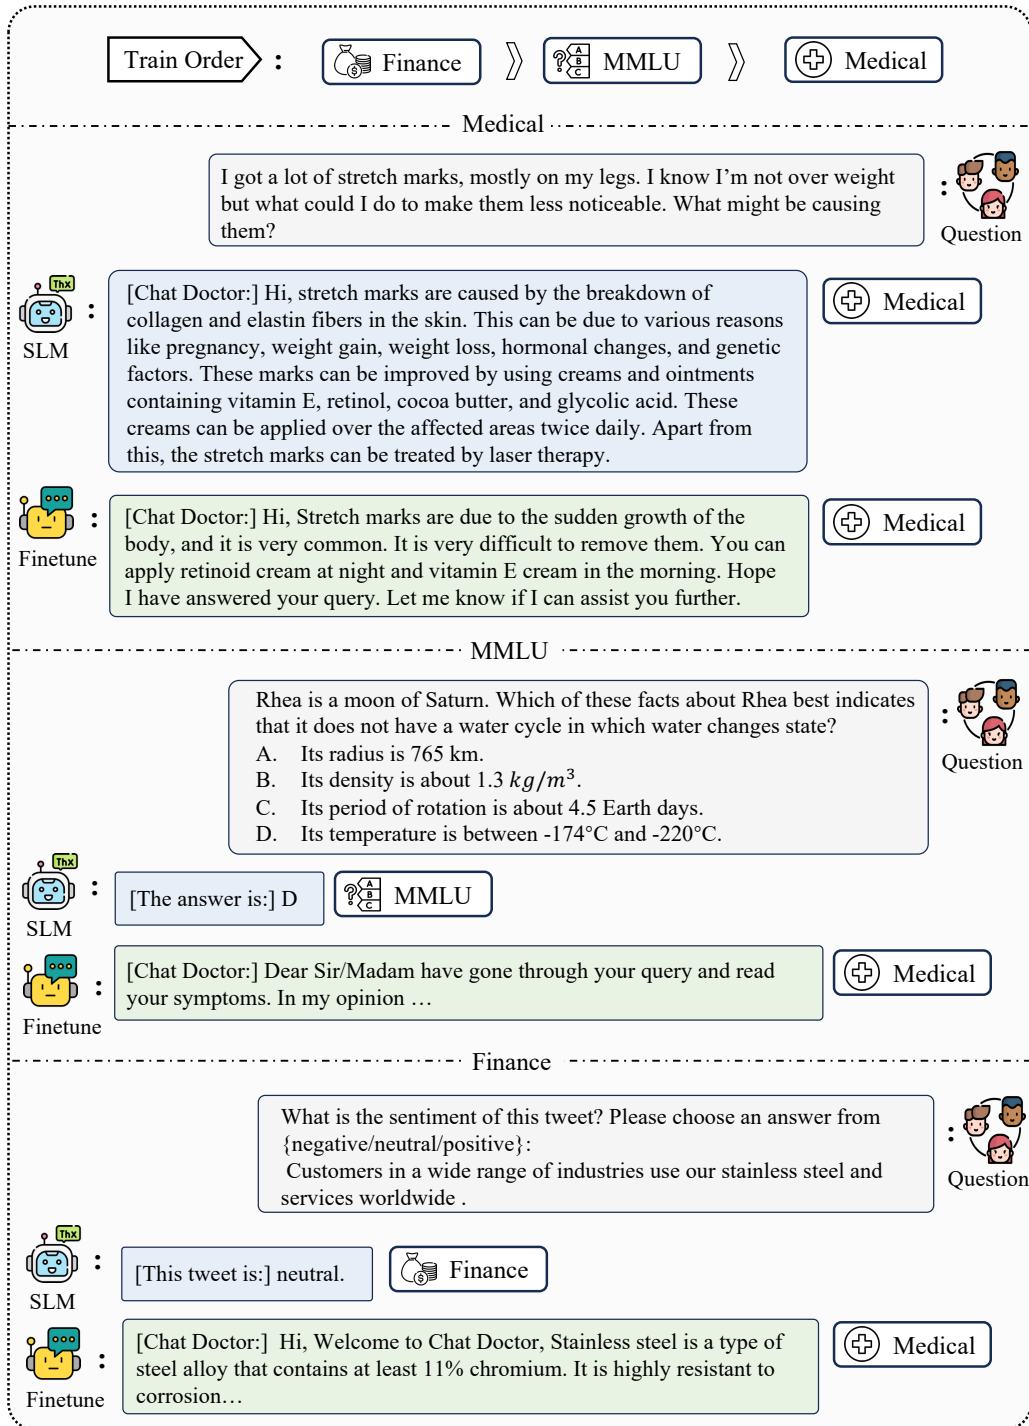 Train Order : Finance MMLU Medical
Medical
I got a lot of stretch marks, mostly on my legs. I know I’m not over weight
but what could I do to make them less noticeable. What might be causing
them?
:
Question
Thx
SLM
:
[Chat Doctor:] Hi, stretch marks are caused by the breakdown of
collagen and elastin fibers in the skin. This can be due to various reasons
like pregnancy, weight gain, weight loss, hormonal changes, and genetic
factors. These marks can be improved by using creams and ointments
containing vitamin E, retinol, cocoa butter, and glycolic acid. These
creams can be applied over the affected areas twice daily. Apart from
this, the stretch marks can be treated by laser therapy.
Medical
Finetune
:
[Chat Doctor:] Hi, Stretch marks are due to the sudden growth of the
body, and it is very common. It is very difficult to remove them. You can
apply retinoid cream at night and vitamin E cream in the morning. Hope
I have answered your query. Let me know if I can assist you further.
Medical
MMLU
Rhea is a moon of Saturn. Which of these facts about Rhea best indicates
that it does not have a water cycle in which water changes state?
A. Its radius is 765 km.
B. Its density is about 1.3 kg/m³.
C. Its period of rotation is about 4.5 Earth days.
D. Its temperature is between -174°C and -220°C.
:
Question
Thx
SLM
:
[The answer is:] D
? A B C MMLU
Finetune
:
[Chat Doctor:] Dear Sir/Madam have gone through your query and read
your symptoms. In my opinion …
Medical
Finance
What is the sentiment of this tweet? Please choose an answer from
{negative/neutral/positive}:
Customers in a wide range of industries use our stainless steel and
services worldwide .
:
Question
Thx
SLM
:
[This tweet is:] neutral.
$ Finance
Finetune
:
[Chat Doctor:] Hi, Welcome to Chat Doctor, Stainless steel is a type of
steel alloy that contains at least 11% chromium. It is highly resistant to
corrosion…
Medical